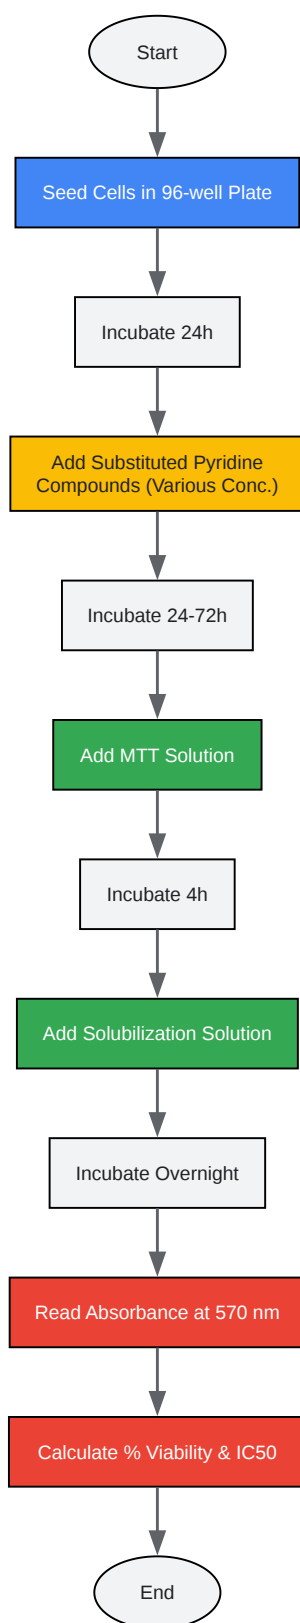 Start
Seed Cells in 96-well Plate
Incubate 24h
Add Substituted Pyridine
Compounds (Various Conc.)
Incubate 24-72h
Add MTT Solution
Incubate 4h
Add Solubilization Solution
Incubate Overnight
Read Absorbance at 570 nm
Calculate % Viability & IC50
End